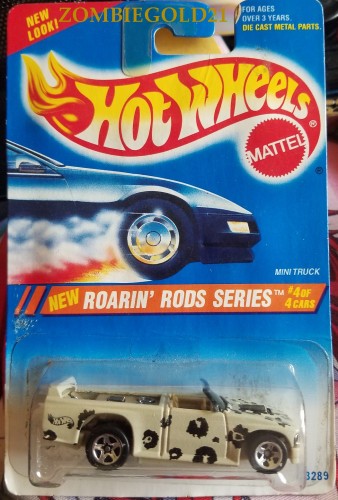 ZOMBIEGOLD21
NEW LOOK!
FOR AGES
OVER 3 YEARS.
DIE CAST METAL PARTS.
HOT WHEELS®
MATTEL®
MINI TRUCK
NEW ROARIN' RODS SERIES™ #4 OF 4 CARS
3289